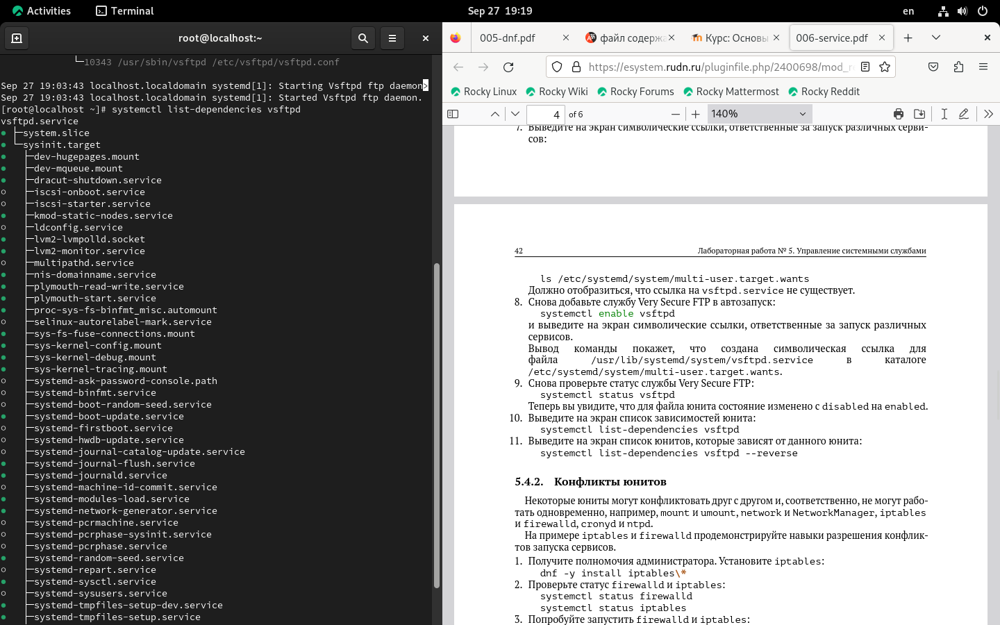 Activities
Terminal
Sep 27 19:19
en
root@localhost:~
10343 /usr/sbin/vsftpd /etc/vsftpd/vsftpd.conf
Sep 27 19:03:43 localhost.localdomain systemd[1]: Starting Vsftpd ftp daemon>
Sep 27 19:03:43 localhost.localdomain systemd[1]: Started Vsftpd ftp daemon.
[root@localhost ~]# systemctl list-dependencies vsftpd
vsftpd.service
● ├─system.slice
● └─sysinit.target
● ├─dev-hugepages.mount
● ├─dev-mqueue.mount
● ├─dracut-shutdown.service
○ ├─iscsi-onboot.service
○ ├─iscsi-starter.service
● ├─kmod-static-nodes.service
○ ├─ldconfig.service
● ├─lvm2-lvmpolld.socket
● ├─lvm2-monitor.service
○ ├─multipathd.service
● ├─nis-domainname.service
● ├─plymouth-read-write.service
● ├─plymouth-start.service
● ├─proc-sys-fs-binfmt_misc.automount
○ ├─selinux-autorelabel-mark.service
● ├─sys-fs-fuse-connections.mount
● ├─sys-kernel-config.mount
● ├─sys-kernel-debug.mount
● ├─sys-kernel-tracing.mount
○ ├─systemd-ask-password-console.path
○ ├─systemd-binfmt.service
○ ├─systemd-boot-random-seed.service
● ├─systemd-boot-update.service
○ ├─systemd-firstboot.service
○ ├─systemd-hwdb-update.service
○ ├─systemd-journal-catalog-update.service
● ├─systemd-journal-flush.service
● ├─systemd-journald.service
○ ├─systemd-machine-id-commit.service
● ├─systemd-modules-load.service
● ├─systemd-network-generator.service
○ ├─systemd-pcrmachine.service
○ ├─systemd-pcrphase-sysinit.service
○ ├─systemd-pcrphase.service
● ├─systemd-random-seed.service
○ ├─systemd-repart.service
● ├─systemd-sysctl.service
○ ├─systemd-sysusers.service
● ├─systemd-tmpfiles-setup-dev.service
● ├─systemd-tmpfiles-setup.service
005-dnf.pdf
файл содержа
Курс: Основы
006-service.pdf
https://esystem.rudn.ru/pluginfile.php/2400698/mod_r
Rocky Linux
Rocky Wiki
Rocky Forums
Rocky Mattermost
Rocky Reddit
4 of 6
140%
7. Выведите на экран символические ссылки, ответственные за запуск различных серви-
сов:
42 Лабораторная работа № 5. Управление системными службами
ls /etc/systemd/system/multi-user.target.wants
Должно отобразиться, что ссылка на vsftpd.service не существует.
8. Снова добавьте службу Very Secure FTP в автозапуск:
systemctl enable vsftpd
и выведите на экран символические ссылки, ответственные за запуск различных
сервисов.
Вывод команды покажет, что создана символическая ссылка для
файла /usr/lib/systemd/system/vsftpd.service в каталоге
/etc/systemd/system/multi-user.target.wants.
9. Снова проверьте статус службы Very Secure FTP:
systemctl status vsftpd
Теперь вы увидите, что для файла юнита состояние изменено с disabled на enabled.
10. Выведите на экран список зависимостей юнита:
systemctl list-dependencies vsftpd
11. Выведите на экран список юнитов, которые зависят от данного юнита:
systemctl list-dependencies vsftpd --reverse
5.4.2. Конфликты юнитов
Некоторые юниты могут конфликтовать друг с другом и, соответственно, не могут рабо-
тать одновременно, например, mount и umount, network и NetworkManager, iptables
и firewalld, cronyd и ntpd.
На примере iptables и firewalld продемонстрируйте навыки разрешения конфлик-
тов запуска сервисов.
1. Получите полномочия администратора. Установите iptables:
dnf -y install iptables\*
2. Проверьте статус firewalld и iptables:
systemctl status firewalld
systemctl status iptables
3. Попробуйте запустить firewalld и iptables: